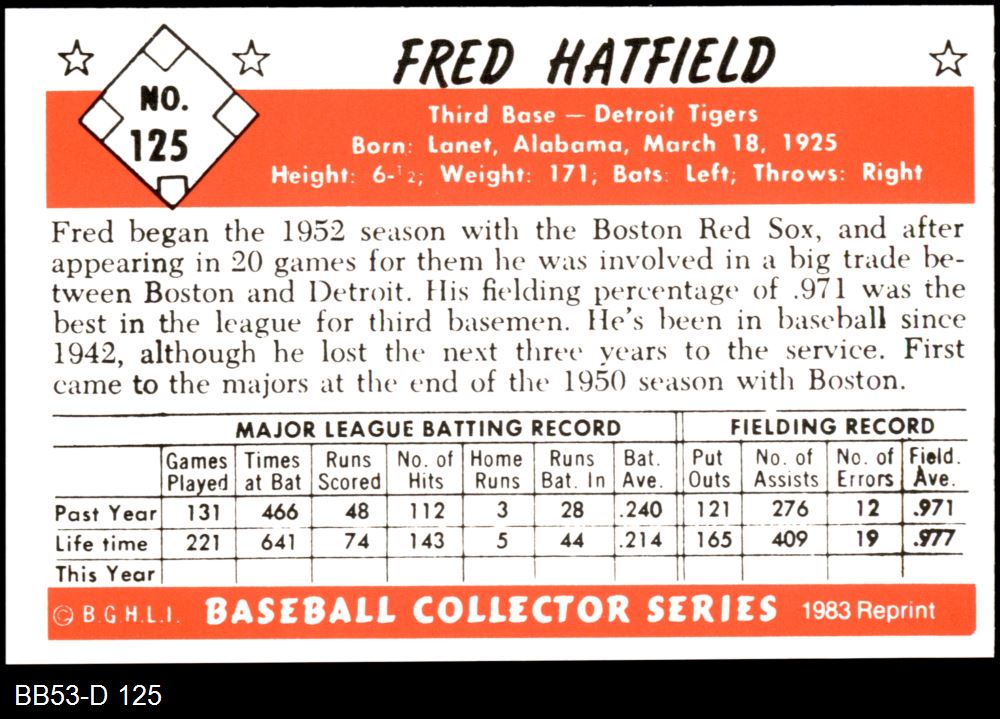 FRED HATFIELD
NO.
125
Third Base — Detroit Tigers
Born: Lanet, Alabama, March 18, 1925
Height: 6-1/2; Weight: 171; Bats: Left; Throws: Right
Fred began the 1952 season with the Boston Red Sox, and after
appearing in 20 games for them he was involved in a big trade be-
tween Boston and Detroit. His fielding percentage of .971 was the
best in the league for third basemen. He's been in baseball since
1942, although he lost the next three years to the service. First
came to the majors at the end of the 1950 season with Boston.
MAJOR LEAGUE BATTING RECORD FIELDING RECORD
Games Times Runs No. of Home Runs Bat. Put No. of No. of Field.
Played at Bat Scored Hits Runs Bat. In Ave. Outs Assists Errors Ave.
Past Year 131 466 48 112 3 28 .240 121 276 12 .971
Life time 221 641 74 143 5 44 .214 165 409 19 .977
This Year
© B.G.H.L.I. BASEBALL COLLECTOR SERIES 1983 Reprint
BB53-D 125